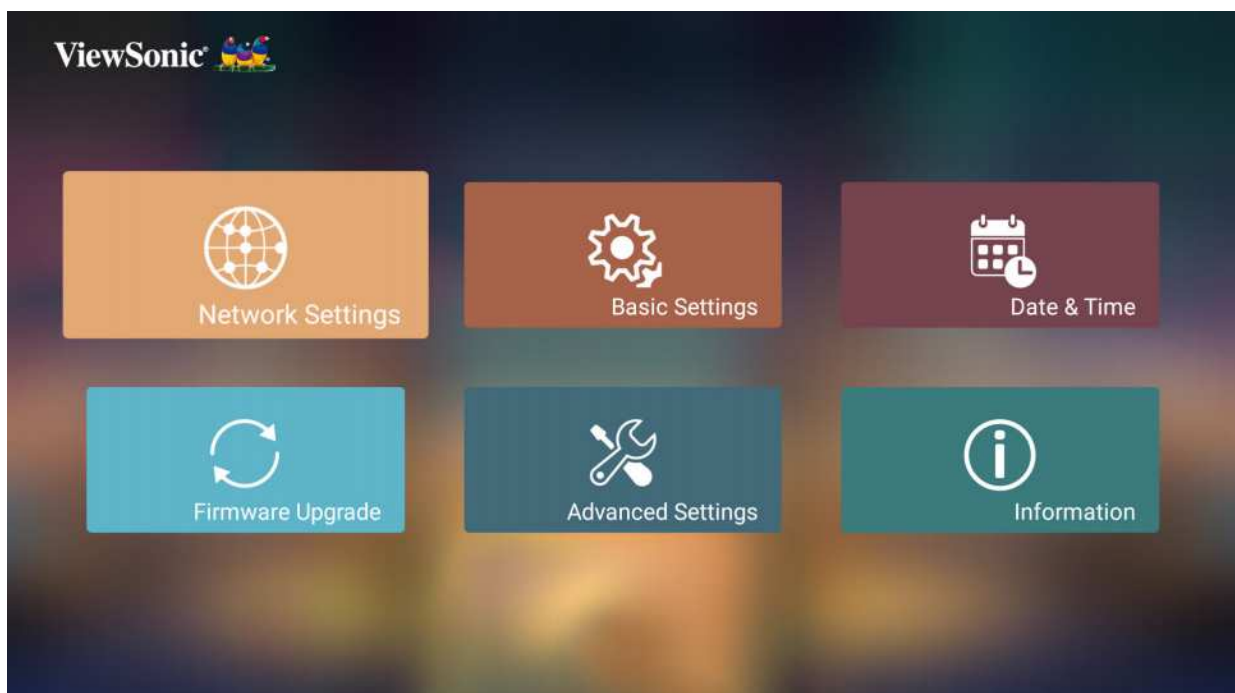 ViewSonic®
Network Settings
Basic Settings
Date & Time
Firmware Upgrade
Advanced Settings
Information